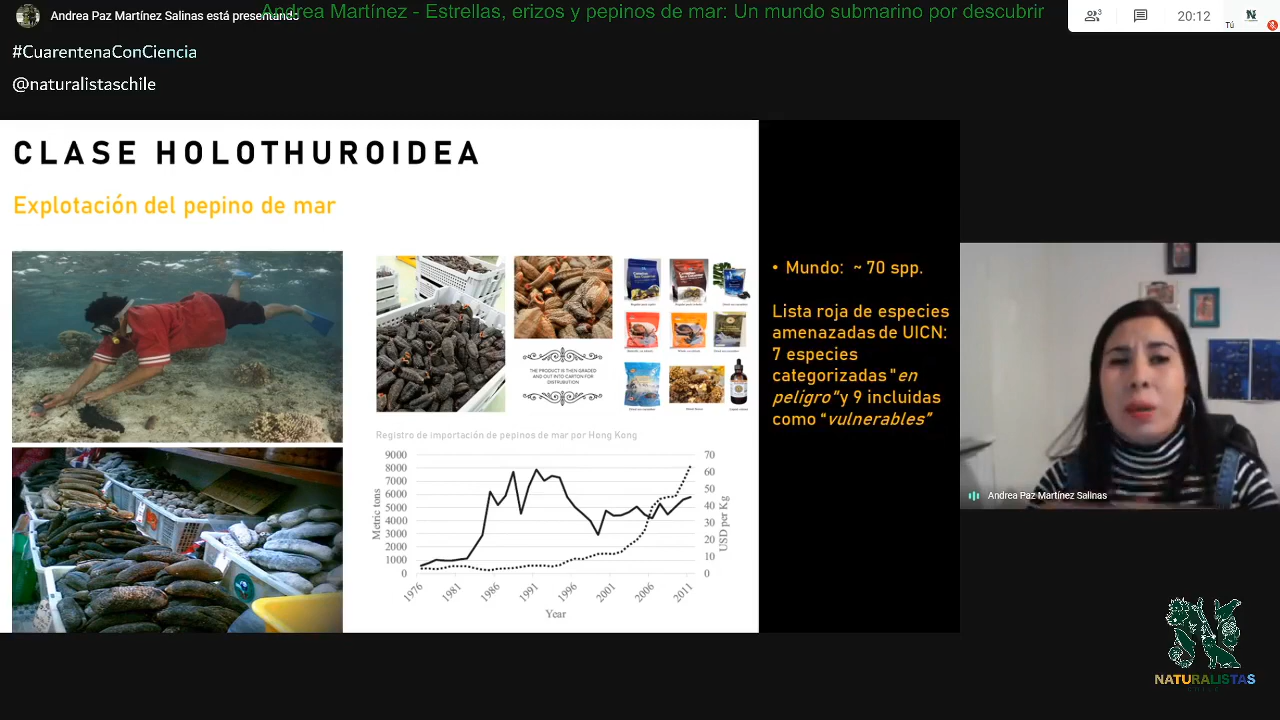 Andrea Paz Martínez Salinas está presentando
Andrea Martínez - Estrellas, erizos y pepinos de mar: Un mundo submarino por descubrir
3
20:12
Tú
#CuarentenaConCiencia
@naturalistaschile
CLASE HOLOTHUROIDEA
Explotación del pepino de mar
THE PRODUCT IS THEN GRADED
AND OUT INTO CARTON FOR
DISTRUBUTION
Registro de importación de pepinos de mar por Hong Kong
Metric tons
9000
8000
7000
6000
5000
4000
3000
2000
1000
0
70
60
50
40
30
20
10
0
USD per Kg
1976
1981
1986
1991
1996
2001
2006
2011
Year
• Mundo: ~ 70 spp.
Lista roja de especies
amenazadas de UICN:
7 especies
categorizadas "en
peligro” y 9 incluidas
como “vulnerables”
Andrea Paz Martínez Salinas
NATURALISTAS
CHILE